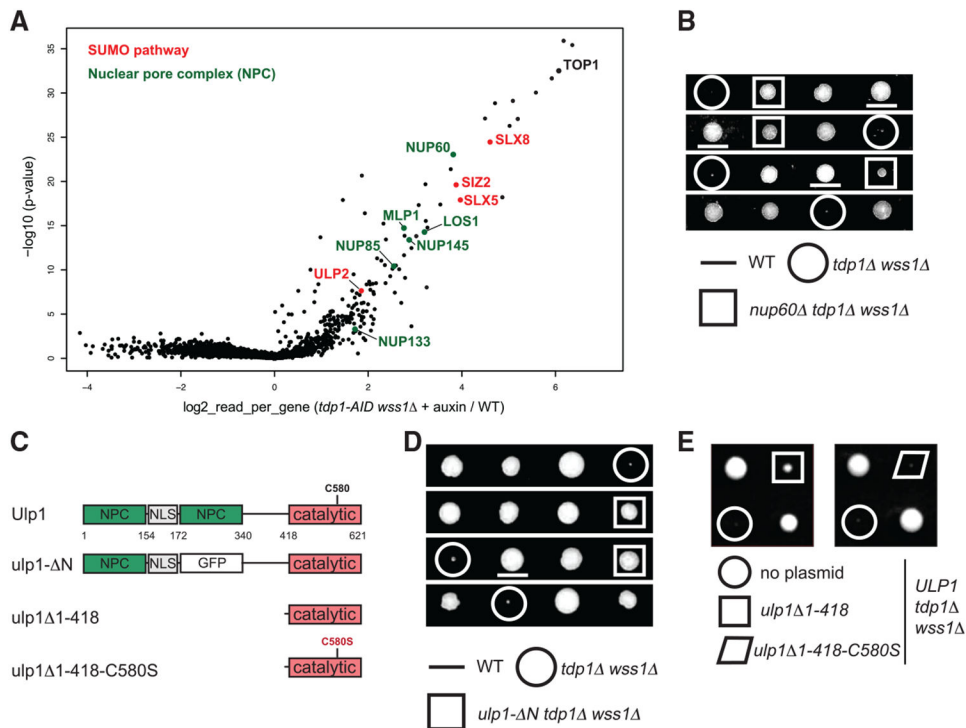 A
SUMO pathway
Nuclear pore complex (NPC)
TOP1
SLX8
NUP60
SIZ2
SLX5
MLP1
LOS1
NUP85
NUP145
ULP2
NUP133
35
30
25
20
15
10
5
0
−log10 (p-value)
−4
−2
0
2
4
6
log2_read_per_gene (tdp1-AID wss1Δ + auxin / WT)
B
WT
tdp1Δ wss1Δ
nup60Δ tdp1Δ wss1Δ
C
C580
Ulp1
NPC
NLS
NPC
catalytic
1
154
172
340
418
621
ulp1-ΔN
NPC
NLS
GFP
catalytic
ulp1Δ1-418
catalytic
C580S
ulp1Δ1-418-C580S
catalytic
D
WT
tdp1Δ wss1Δ
ulp1-ΔN tdp1Δ wss1Δ
E
no plasmid
ulp1Δ1-418
ulp1Δ1-418-C580S
ULP1
tdp1Δ
wss1Δ